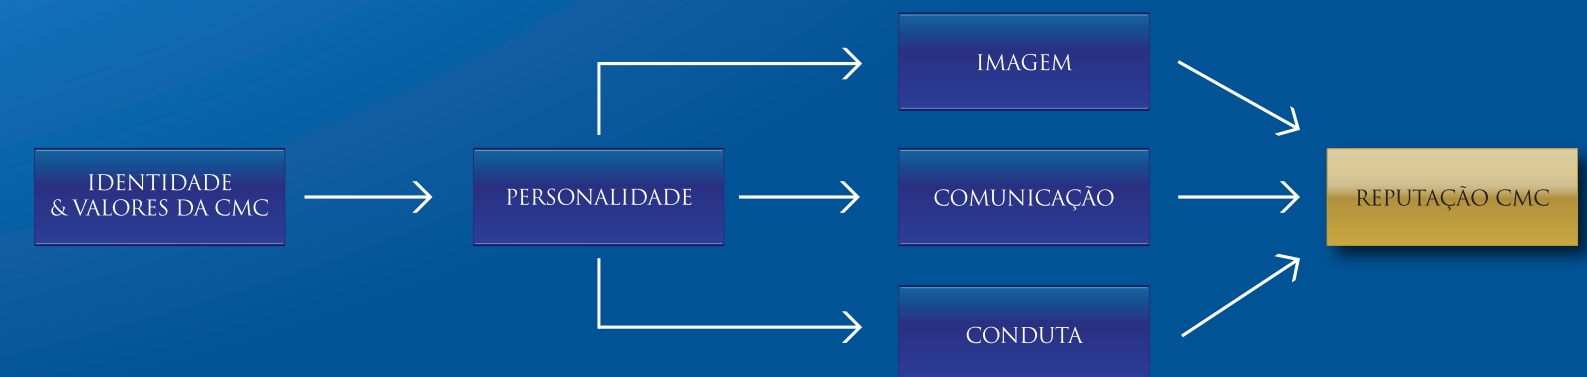 IDENTIDADE
& VALORES DA CMC
PERSONALIDADE
IMAGEM
COMUNICAÇÃO
CONDUTA
REPUTAÇÃO CMC